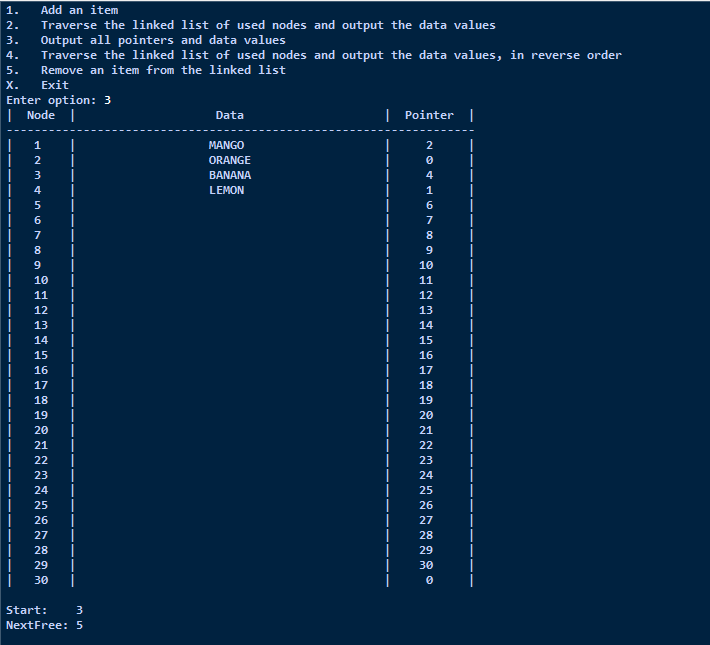 1.   Add an item
2.   Traverse the linked list of used nodes and output the data values
3.   Output all pointers and data values
4.   Traverse the linked list of used nodes and output the data values, in reverse order
5.   Remove an item from the linked list
X.   Exit
Enter option: 3
|  Node  |                    Data                    |  Pointer  |
-------------------------------------------------------------------
|   1    |                   MANGO                    |     2     |
|   2    |                   ORANGE                   |     0     |
|   3    |                   BANANA                   |     4     |
|   4    |                   LEMON                    |     1     |
|   5    |                                            |     6     |
|   6    |                                            |     7     |
|   7    |                                            |     8     |
|   8    |                                            |     9     |
|   9    |                                            |    10     |
|   10   |                                            |    11     |
|   11   |                                            |    12     |
|   12   |                                            |    13     |
|   13   |                                            |    14     |
|   14   |                                            |    15     |
|   15   |                                            |    16     |
|   16   |                                            |    17     |
|   17   |                                            |    18     |
|   18   |                                            |    19     |
|   19   |                                            |    20     |
|   20   |                                            |    21     |
|   21   |                                            |    22     |
|   22   |                                            |    23     |
|   23   |                                            |    24     |
|   24   |                                            |    25     |
|   25   |                                            |    26     |
|   26   |                                            |    27     |
|   27   |                                            |    28     |
|   28   |                                            |    29     |
|   29   |                                            |    30     |
|   30   |                                            |     0     |
Start:    3
NextFree: 5